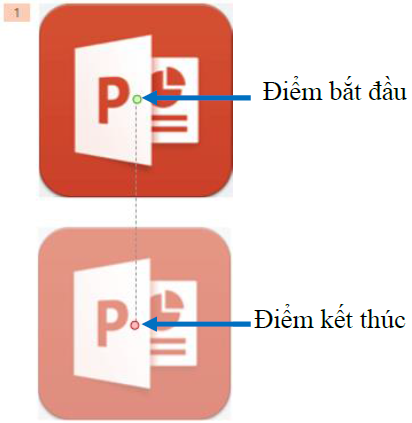 1
P
Điểm bắt đầu
P
Điểm kết thúc